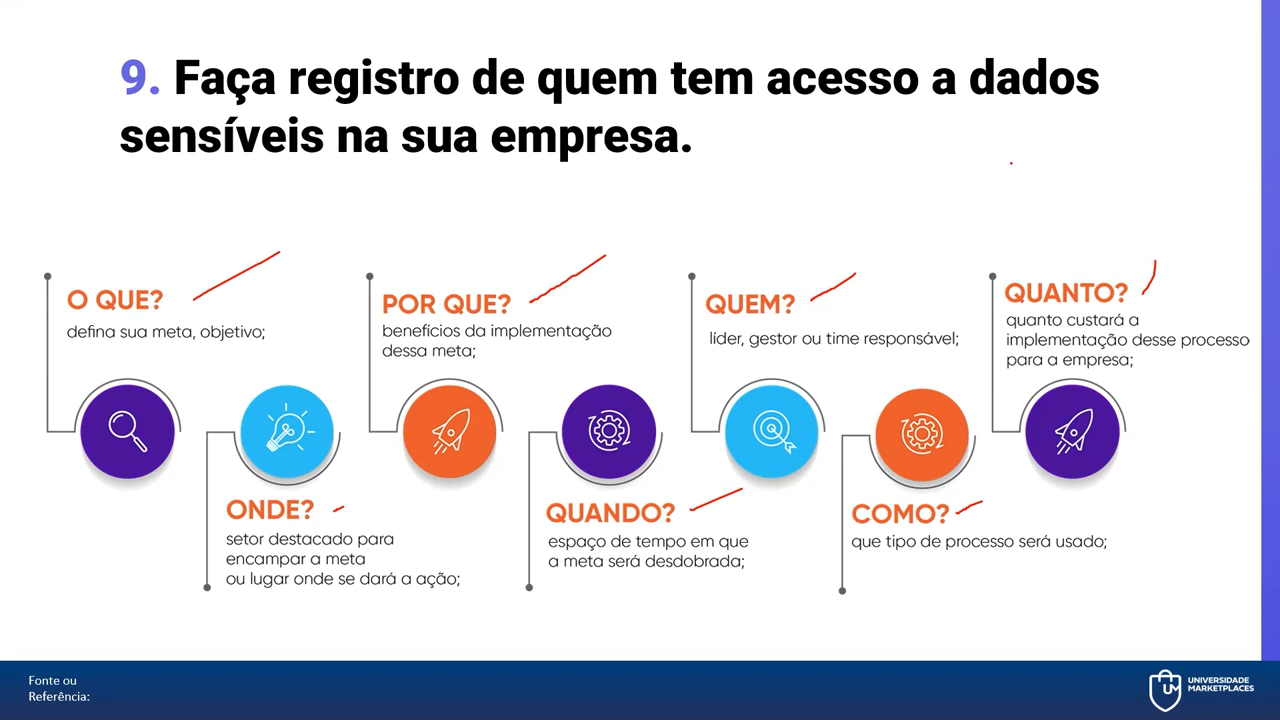 9. Faça registro de quem tem acesso a dados
sensíveis na sua empresa.
O QUE?
defina sua meta, objetivo;
ONDE?
setor destacado para
encampar a meta
ou lugar onde se dará a ação;
POR QUE?
benefícios da implementação
dessa meta;
QUANDO?
espaço de tempo em que
a meta será desdobrada;
QUEM?
líder, gestor ou time responsável;
COMO?
que tipo de processo será usado;
QUANTO?
quanto custará a
implementação desse processo
para a empresa;
Fonte ou
Referência:
UM
UNIVERSIDADE
MARKETPLACES